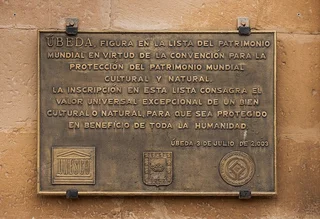 ÚBEDA, FIGURA EN LA LISTA DEL PATRIMONIO
MUNDIAL EN VIRTUD DE LA CONVENCIÓN PARA LA
PROTECCIÓN DEL PATRIMONIO MUNDIAL
CULTURAL Y NATURAL.
LA INSCRIPCIÓN EN ESTA LISTA CONSAGRA EL
VALOR UNIVERSAL EXCEPCIONAL DE UN BIEN
CULTURAL O NATURAL, PARA QUE SEA PROTEGIDO
EN BENEFICIO DE TODA LA HUMANIDAD.
ÚBEDA 3 DE JULIO DE 2.003
UNESCO